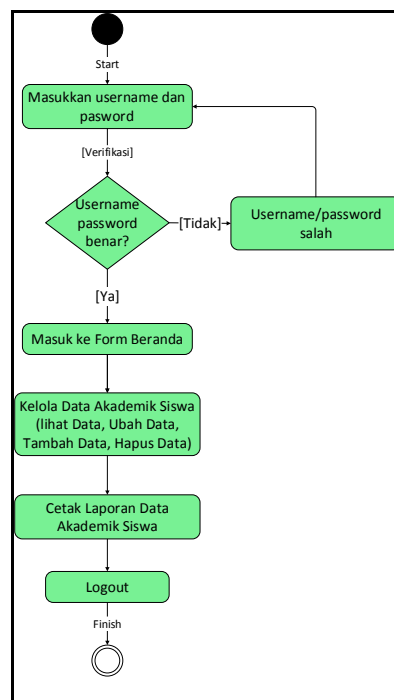 Start
Masukkan username dan
pasword
[Verifikasi]
Username
password
benar?
[Tidak]
Username/password
salah
[Ya]
Masuk ke Form Beranda
Kelola Data Akademik Siswa
(lihat Data, Ubah Data,
Tambah Data, Hapus Data)
Cetak Laporan Data
Akademik Siswa
Logout
Finish